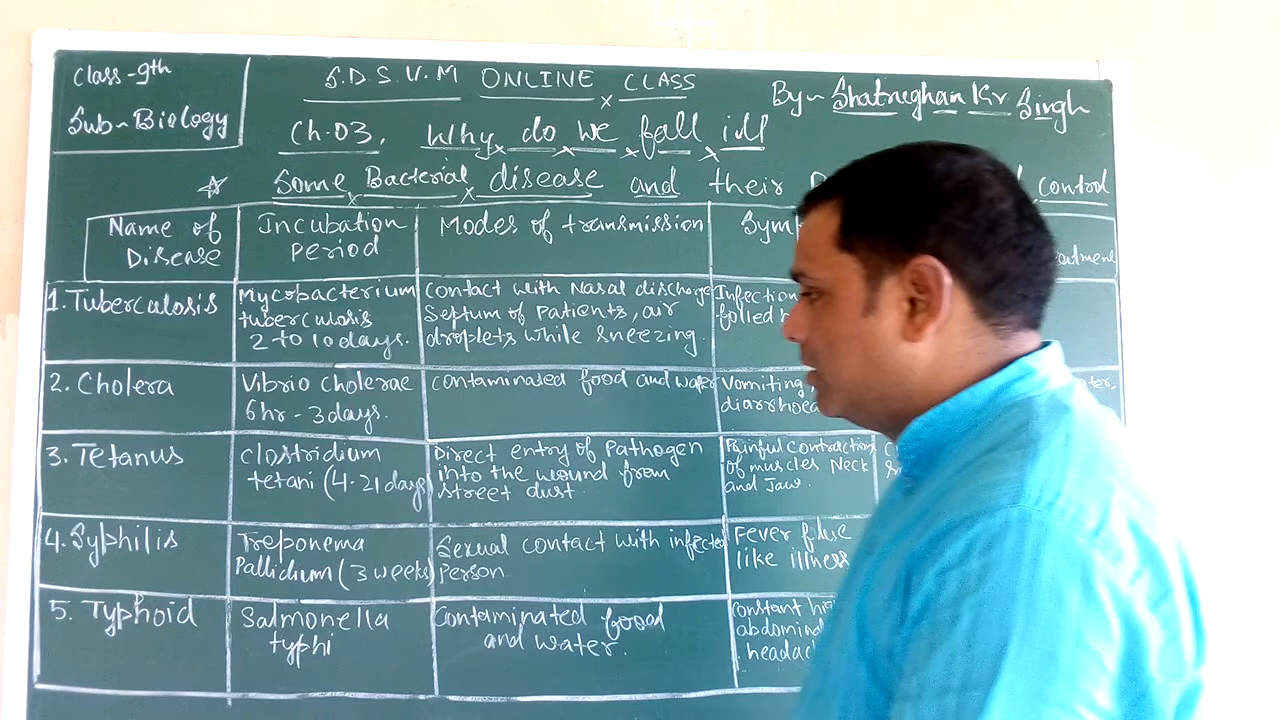 Class-9th
Sub-Biology
S.D S.V.M ONLINE CLASS
By- Shatrughan Kr Singh
Ch-03. Why do we fall ill
Some Bacterial disease and their control
Name of Disease
Incubation period
Modes of transmission
1. Tuberculosis
Mycobacterium
tuberculosis
2 to 10 days.
Contact with Nasal discharge
Septum of Patients, air
droplets while sneezing.
Infection
2. Cholera
Vibrio cholerae
6hr - 3 days.
contaminated food and water
Vomiting,
diarrhoea
3. Tetanus
Clostridium
tetani (4-21 days)
Direct entry of Pathogen
into the wound from
street dust.
Painful contraction
of muscles Neck
and Jaw.
4. Syphilis
Treponema
Pallidium (3 weeks)
Sexual contact with infected
Person
Fever
like illness
5. Typhoid
Salmonella
typhi
Contaminated food
and water.
Constant